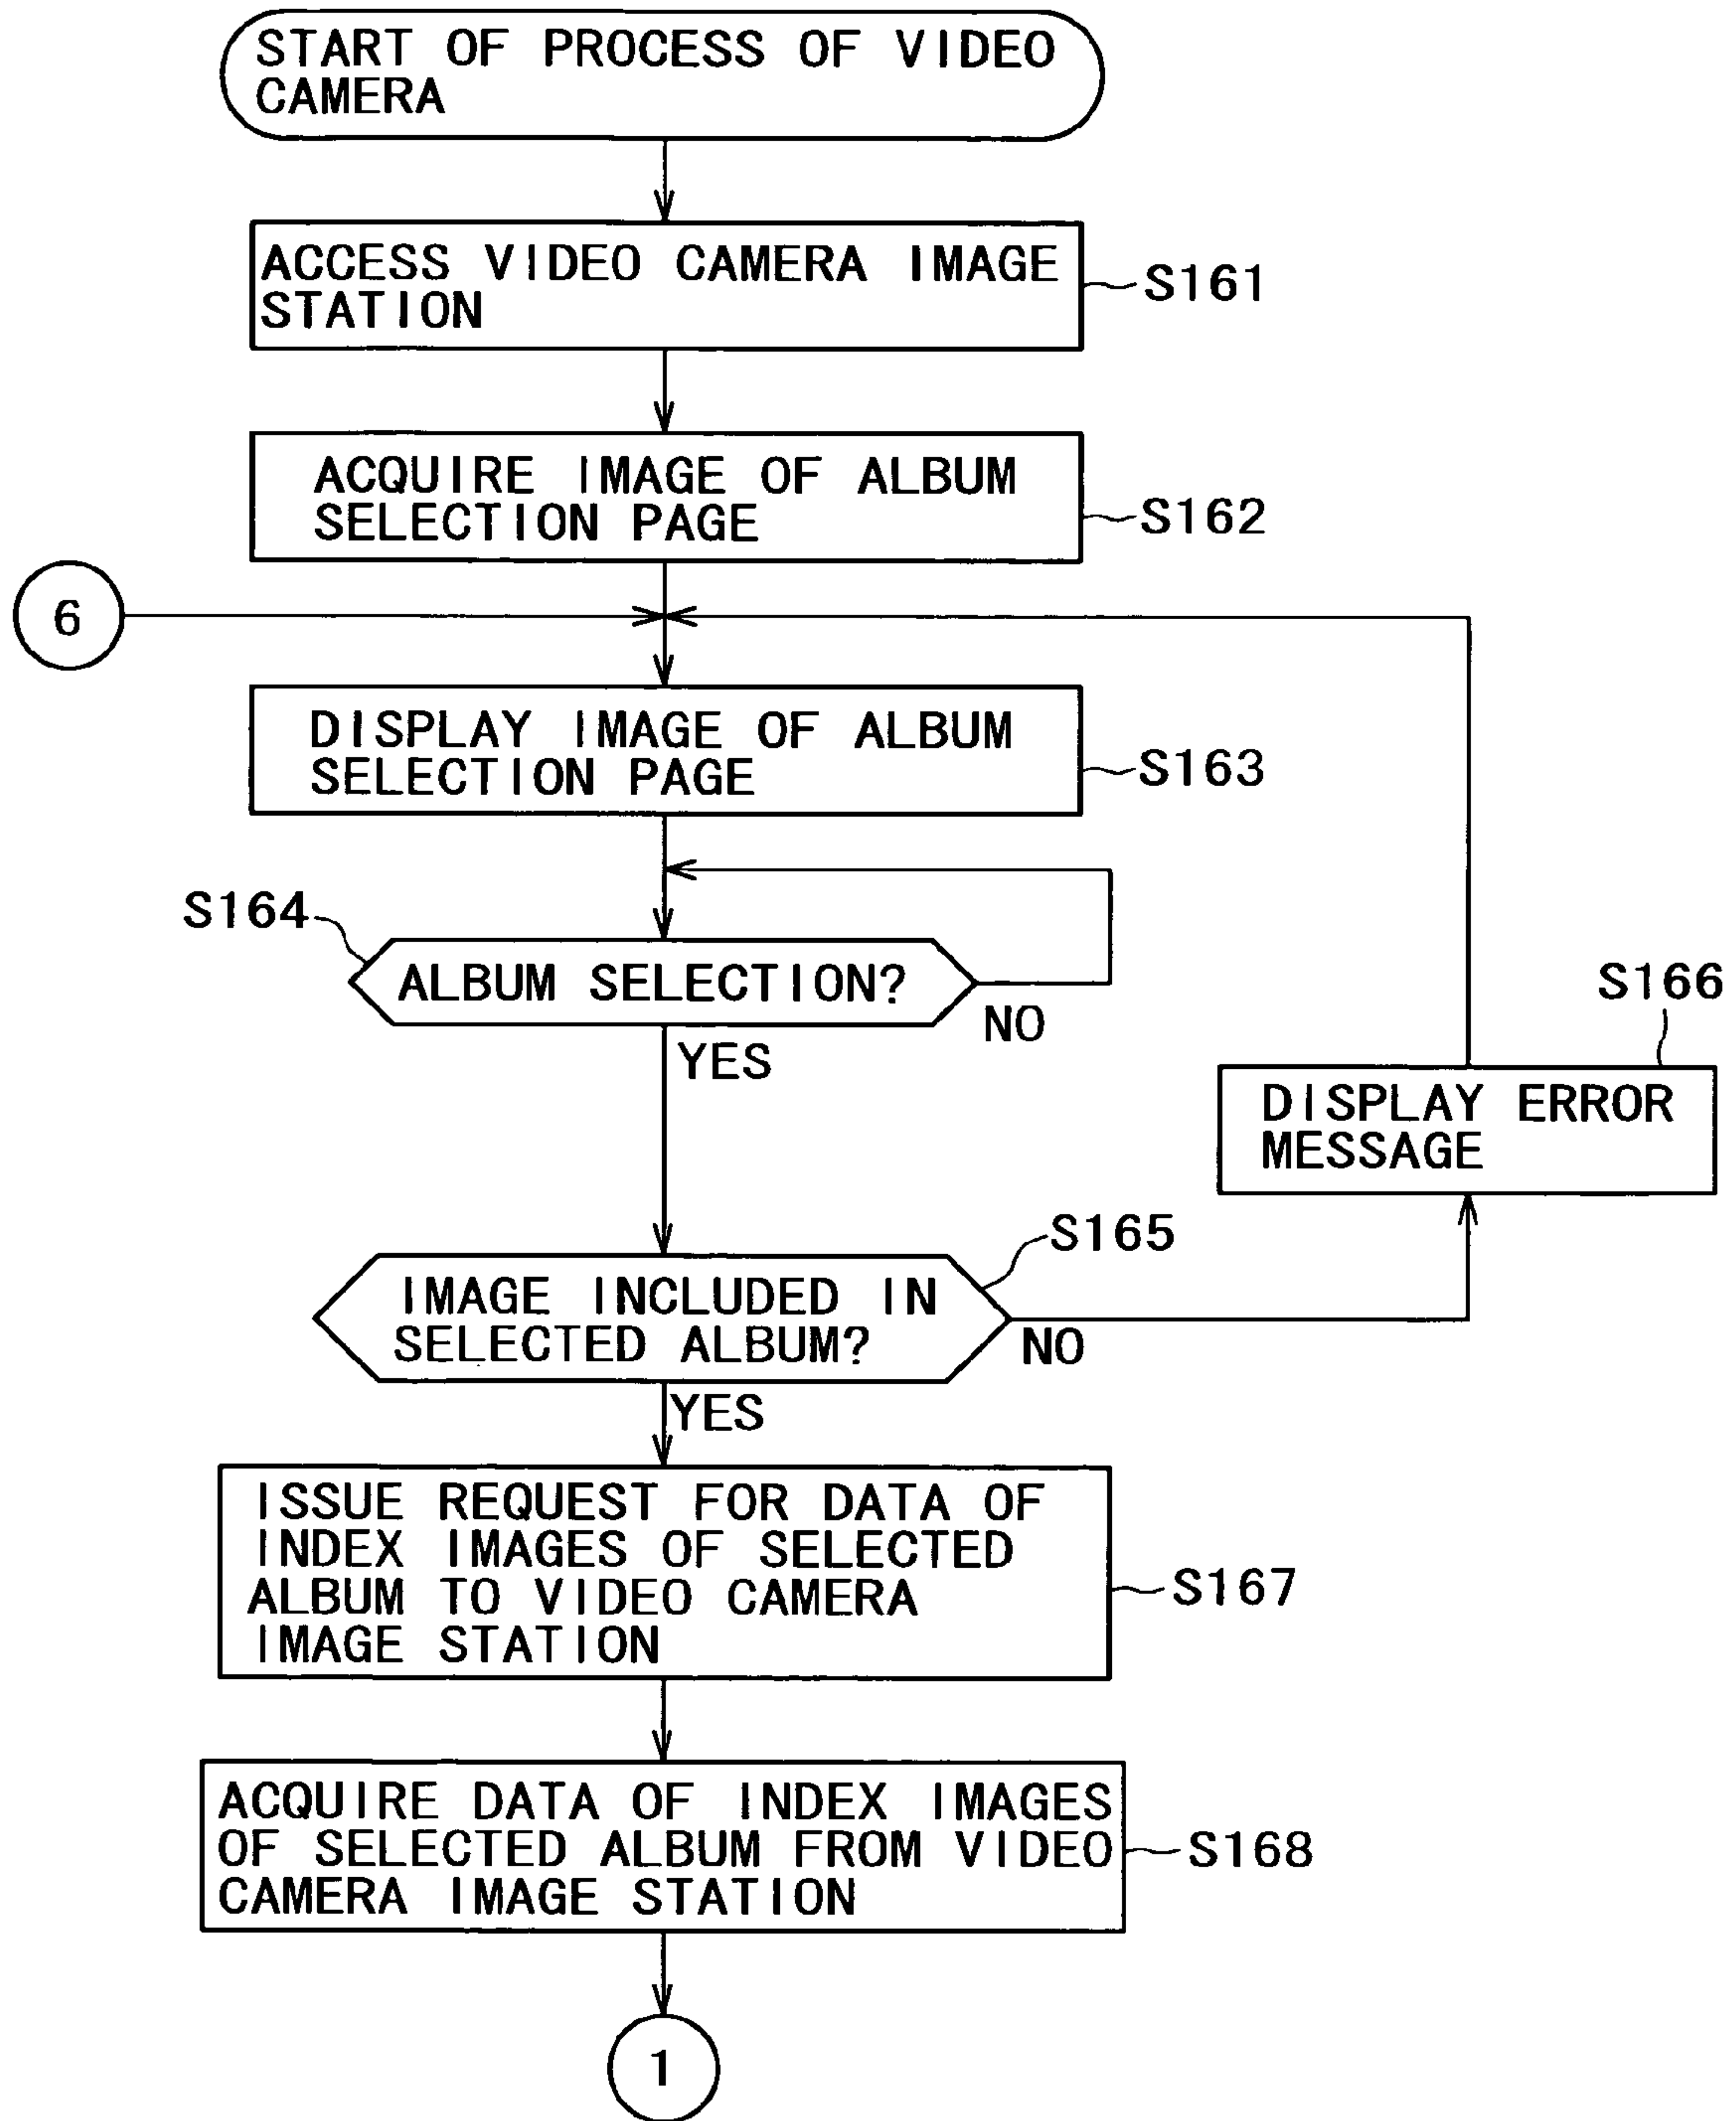 START OF PROCESS OF VIDEO
CAMERA
ACCESS VIDEO CAMERA IMAGE
STATION
S161
ACQUIRE IMAGE OF ALBUM
SELECTION PAGE
S162
6
DISPLAY IMAGE OF ALBUM
SELECTION PAGE
S163
S164
ALBUM SELECTION?
NO
YES
S166
DISPLAY ERROR
MESSAGE
S165
IMAGE INCLUDED IN
SELECTED ALBUM?
NO
YES
ISSUE REQUEST FOR DATA OF
INDEX IMAGES OF SELECTED
ALBUM TO VIDEO CAMERA
IMAGE STATION
S167
ACQUIRE DATA OF INDEX IMAGES
OF SELECTED ALBUM FROM VIDEO
CAMERA IMAGE STATION
S168
1